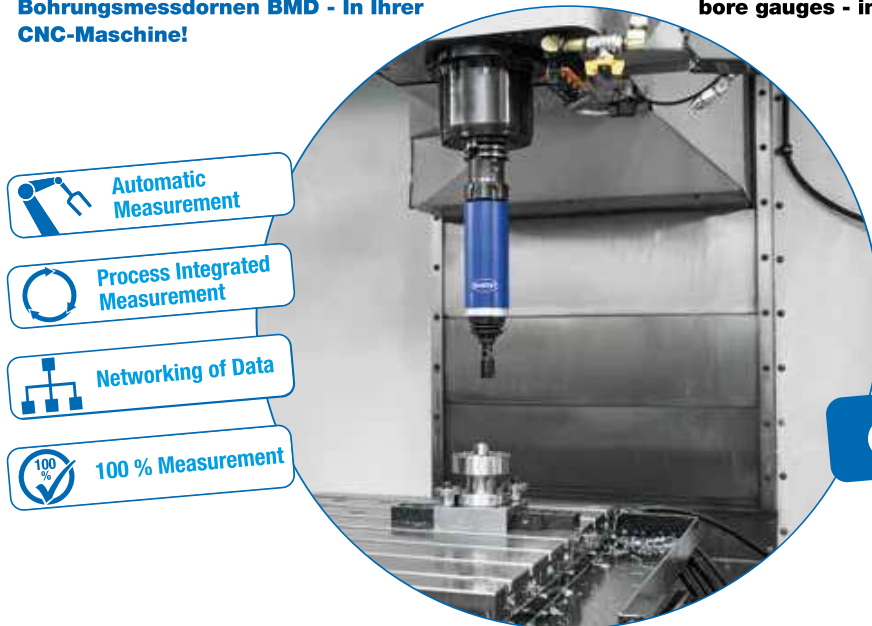 Bohrungsmessdornen BMD - In Ihrer
CNC-Maschine!
bore gauges - i
Automatic
Measurement
Process Integrated
Measurement
Networking of Data
100
%
100 % Measurement